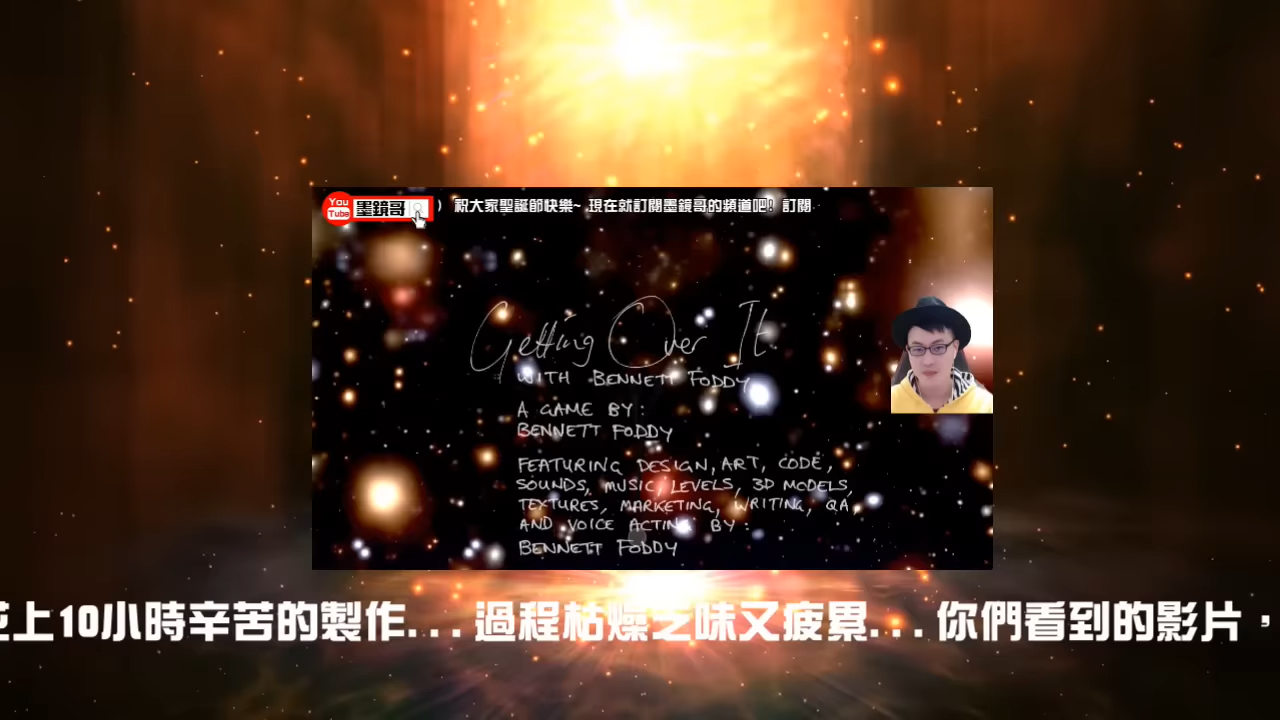 You
Tube
墨鏡哥
） 祝大家聖誕節快樂~ 現在就訂閱墨鏡哥的頻道吧! 訂閱
Getting Over It
WITH BENNETT FODDY
A GAME BY:
BENNETT FODDY
FEATURING DESIGN, ART, CODE,
SOUNDS, MUSIC, LEVELS, 3D MODELS,
TEXTURES, MARKETING, WRITING, QA,
AND VOICE ACTING BY:
BENNETT FODDY
上10小時辛苦的製作...過程枯燥乏味又疲累...你們看到的影片，